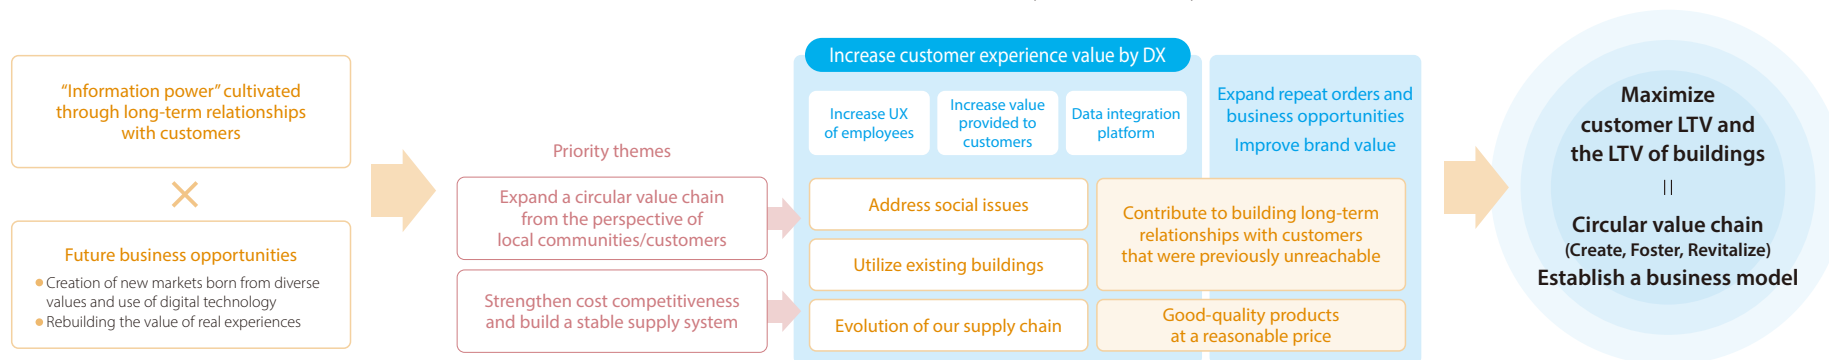 “Information power” cultivated
through long-term relationships
with customers
×
Future business opportunities
● Creation of new markets born from diverse
values and use of digital technology
● Rebuilding the value of real experiences
Priority themes
Expand a circular value chain
from the perspective of
local communities/customers
Strengthen cost competitiveness
and build a stable supply system
Increase customer experience value by DX
Increase UX
of employees
Increase value
provided to
customers
Data integration
platform
Expand repeat orders and
business opportunities
Improve brand value
Address social issues
Utilize existing buildings
Evolution of our supply chain
Contribute to building long-term
relationships with customers
that were previously unreachable
Good-quality products
at a reasonable price
Maximize
customer LTV and
the LTV of buildings
=
Circular value chain
(Create, Foster, Revitalize)
Establish a business model